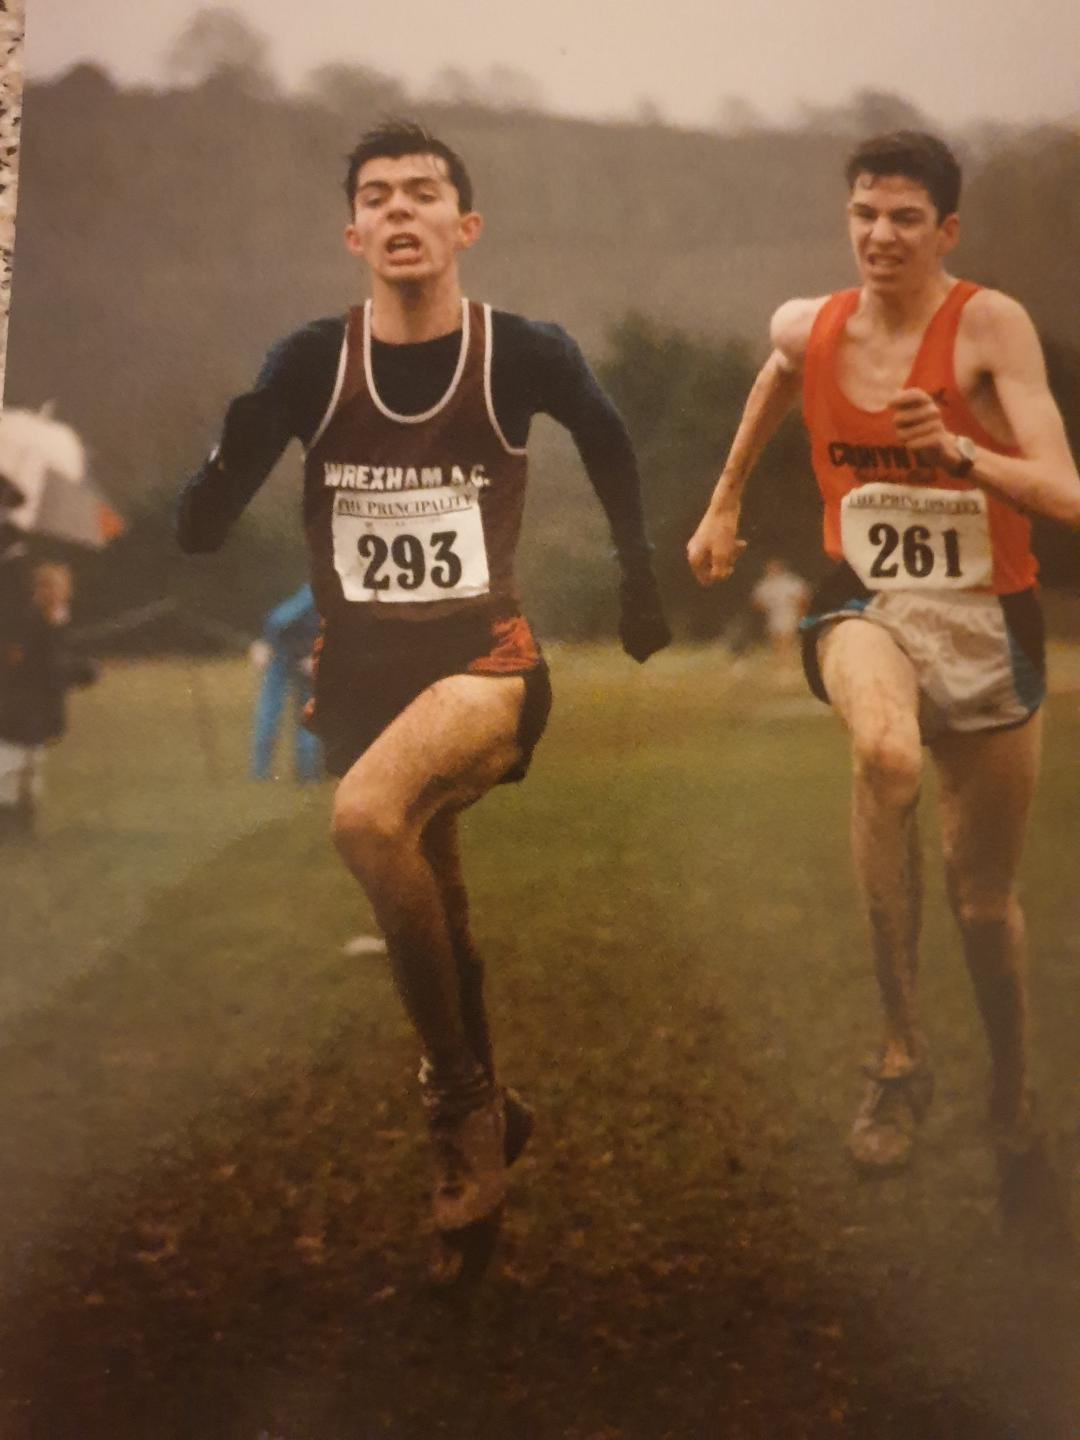 WREXHAM A.C.
THE PRINCIPALITY
293
THE PRINCIPALITY
261